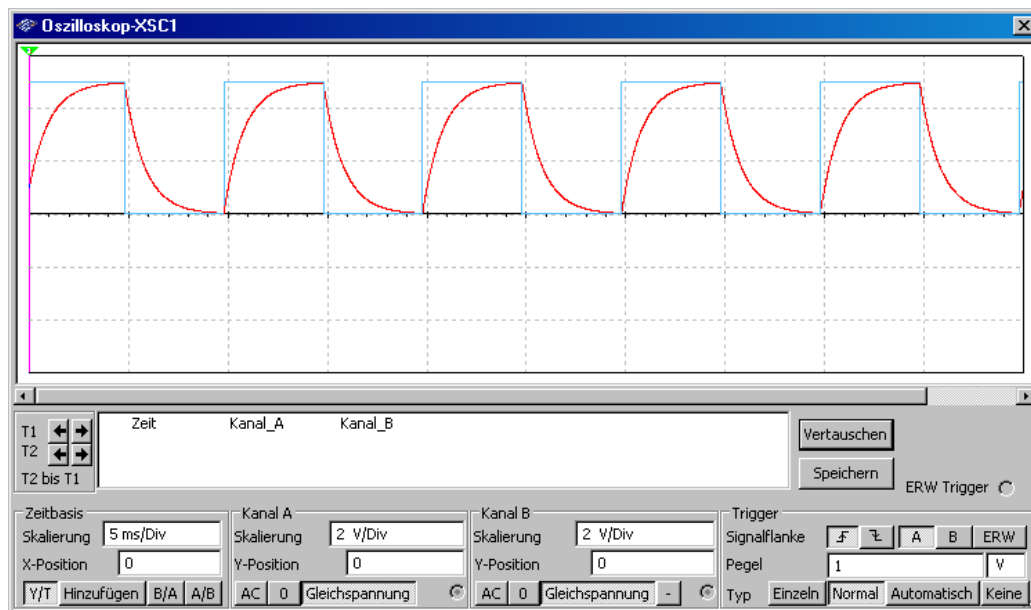 Oszilloskop-XSC1
T1
T2
T2 bis T1
Zeit Kanal_A Kanal_B
Vertauschen
Speichern
ERW Trigger
Zeitbasis
Skalierung 5 ms/Div
X-Position 0
Y/T Hinzufügen B/A A/B
Kanal A
Skalierung 2 V/Div
Y-Position 0
AC 0 Gleichspannung
Kanal B
Skalierung 2 V/Div
Y-Position 0
AC 0 Gleichspannung -
Trigger
Signalflanke A B ERW
Pegel 1 V
Typ Einzeln Normal Automatisch Keine